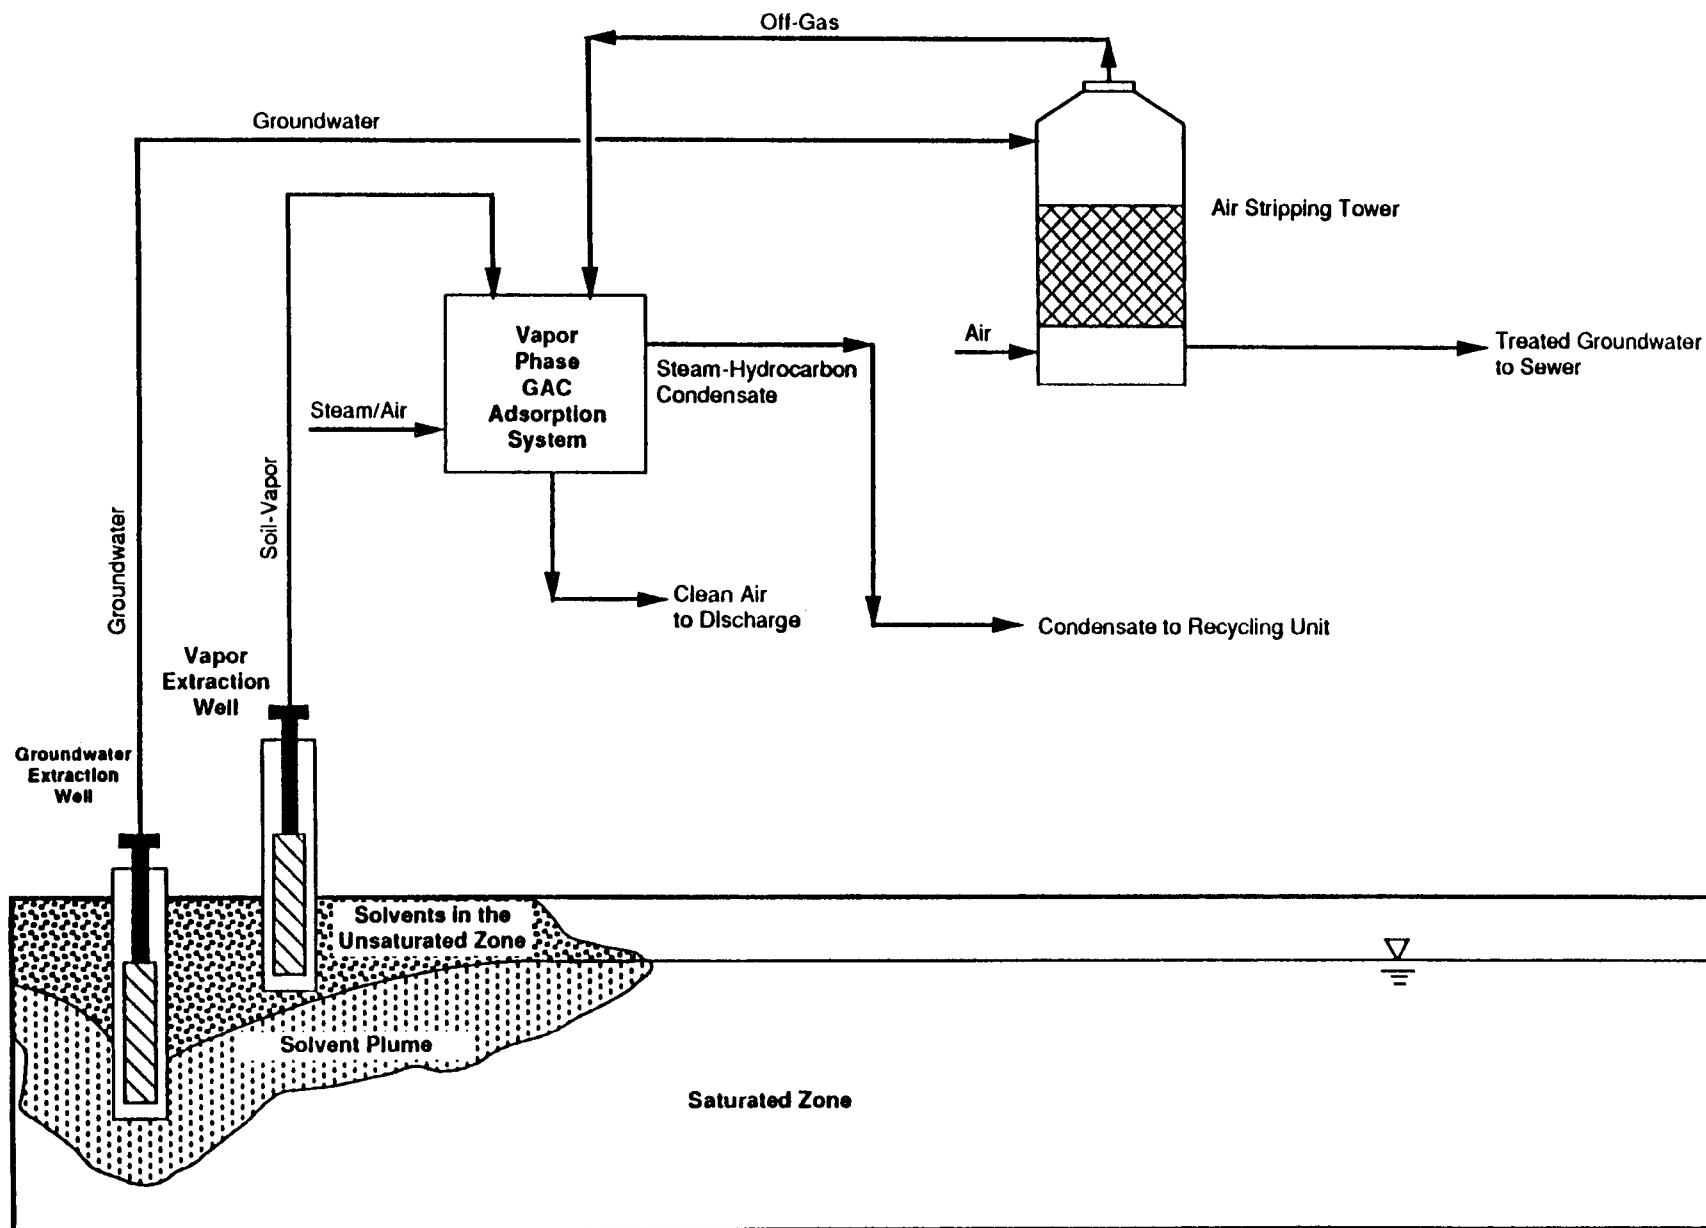 Off-Gas
Groundwater
Air Stripping Tower
Air
Treated Groundwater
to Sewer
Vapor
Phase
GAC
Adsorption
System
Steam-Hydrocarbon
Condensate
Steam/Air
Soil-Vapor
Groundwater
Clean Air
to Discharge
Condensate to Recycling Unit
Vapor
Extraction
Well
Groundwater
Extraction
Well
Solvents in the
Unsaturated Zone
Solvent Plume
Saturated Zone